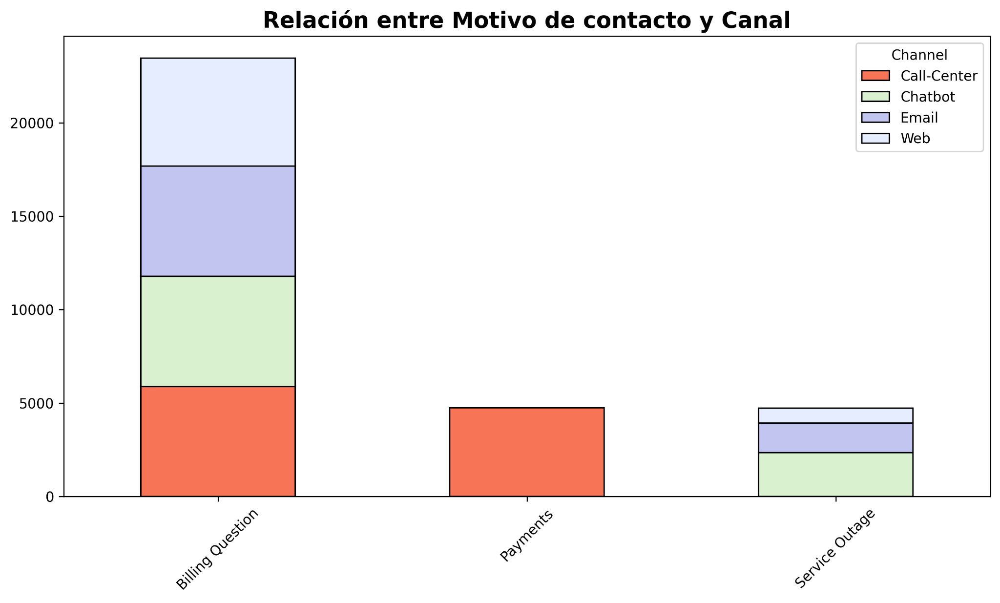 Relación entre Motivo de contacto y Canal
Channel
Call-Center
Chatbot
Email
Web
20000
15000
10000
5000
0
Billing Question
Payments
Service Outage